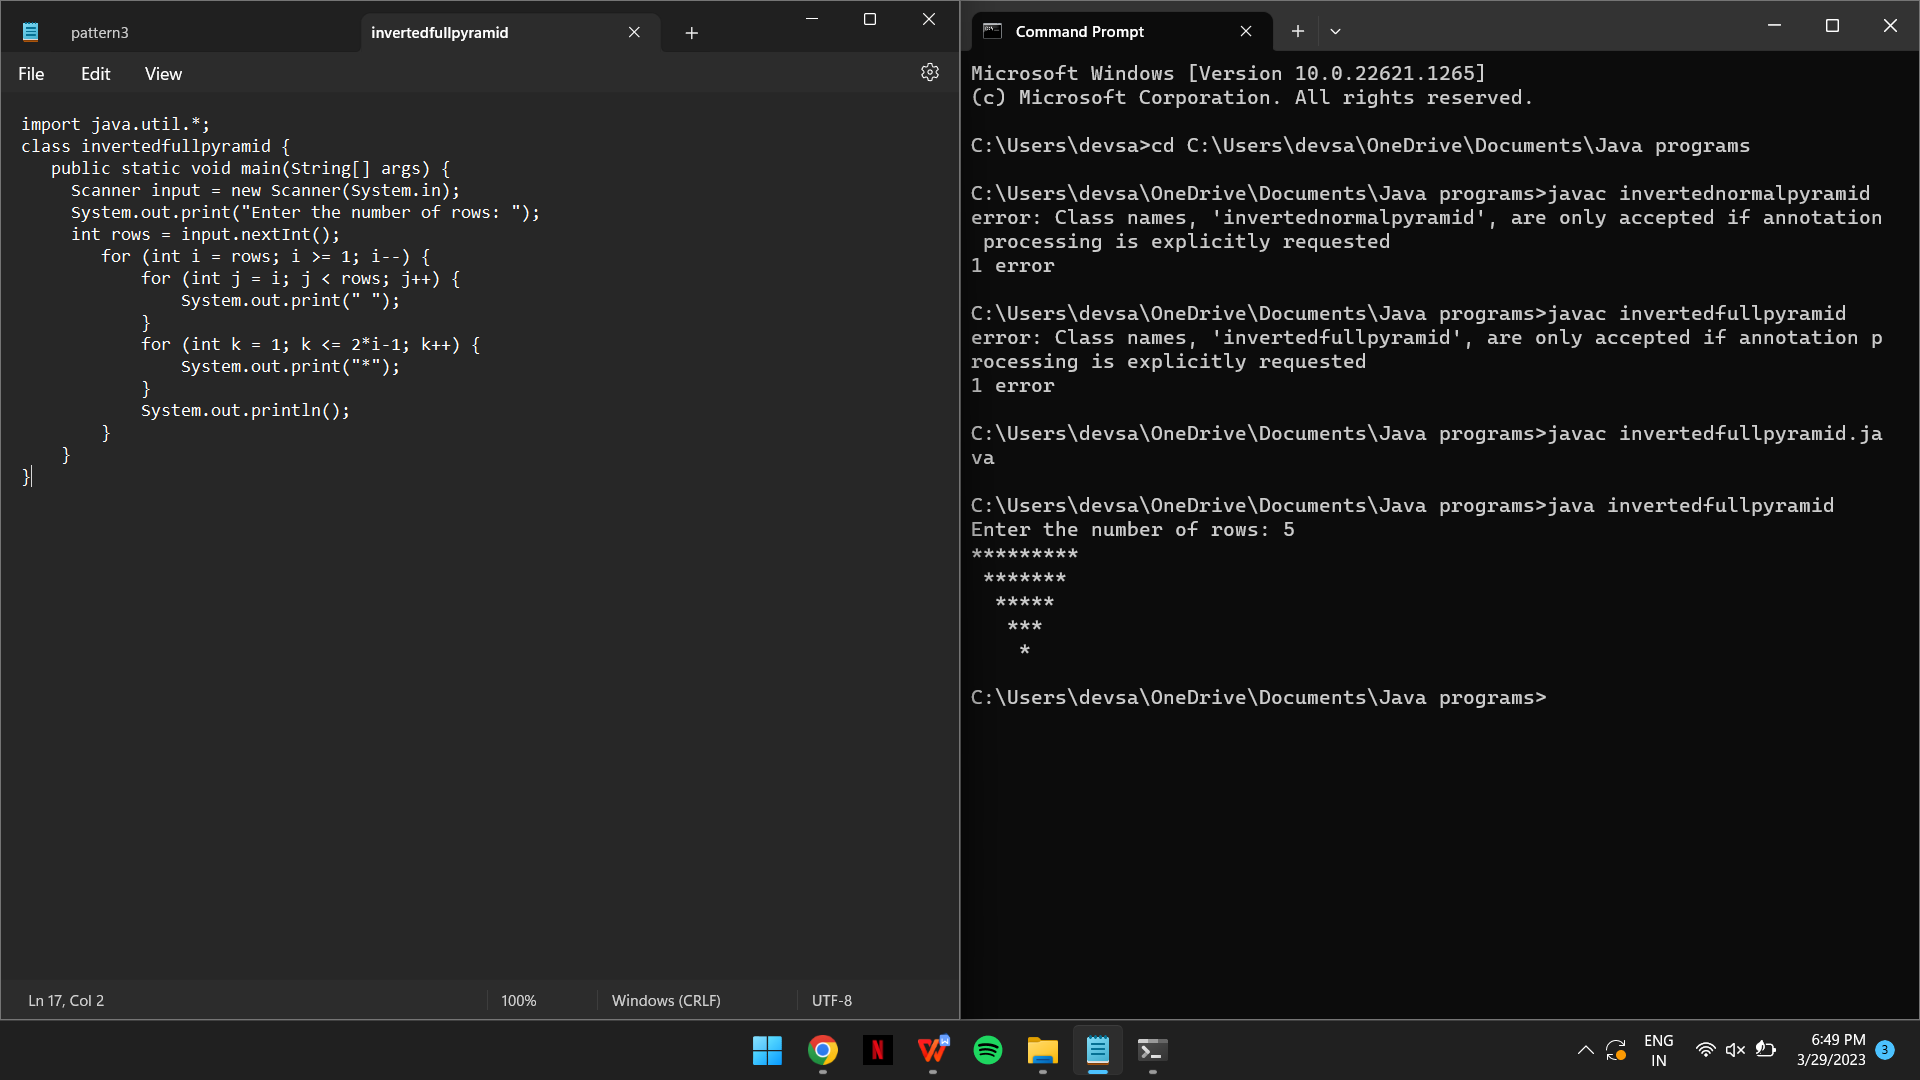 pattern3
invertedfullpyramid
File Edit View
import java.util.*;
class invertedfullpyramid {
   public static void main(String[] args) {
     Scanner input = new Scanner(System.in);
     System.out.print("Enter the number of rows: ");
     int rows = input.nextInt();
        for (int i = rows; i >= 1; i--) {
            for (int j = i; j < rows; j++) {
                System.out.print(" ");
            }
            for (int k = 1; k <= 2*i-1; k++) {
                System.out.print("*");
            }
            System.out.println();
        }
    }
}
Ln 17, Col 2 100% Windows (CRLF) UTF-8
Command Prompt
Microsoft Windows [Version 10.0.22621.1265]
(c) Microsoft Corporation. All rights reserved.
C:\Users\devsa>cd C:\Users\devsa\OneDrive\Documents\Java programs
C:\Users\devsa\OneDrive\Documents\Java programs>javac invertednormalpyramid
error: Class names, 'invertednormalpyramid', are only accepted if annotation
 processing is explicitly requested
1 error
C:\Users\devsa\OneDrive\Documents\Java programs>javac invertedfullpyramid
error: Class names, 'invertedfullpyramid', are only accepted if annotation p
rocessing is explicitly requested
1 error
C:\Users\devsa\OneDrive\Documents\Java programs>javac invertedfullpyramid.ja
va
C:\Users\devsa\OneDrive\Documents\Java programs>java invertedfullpyramid
Enter the number of rows: 5
*********
 *******
  *****
   ***
    *
C:\Users\devsa\OneDrive\Documents\Java programs>
N W
ENG
IN
6:49 PM
3/29/2023
3